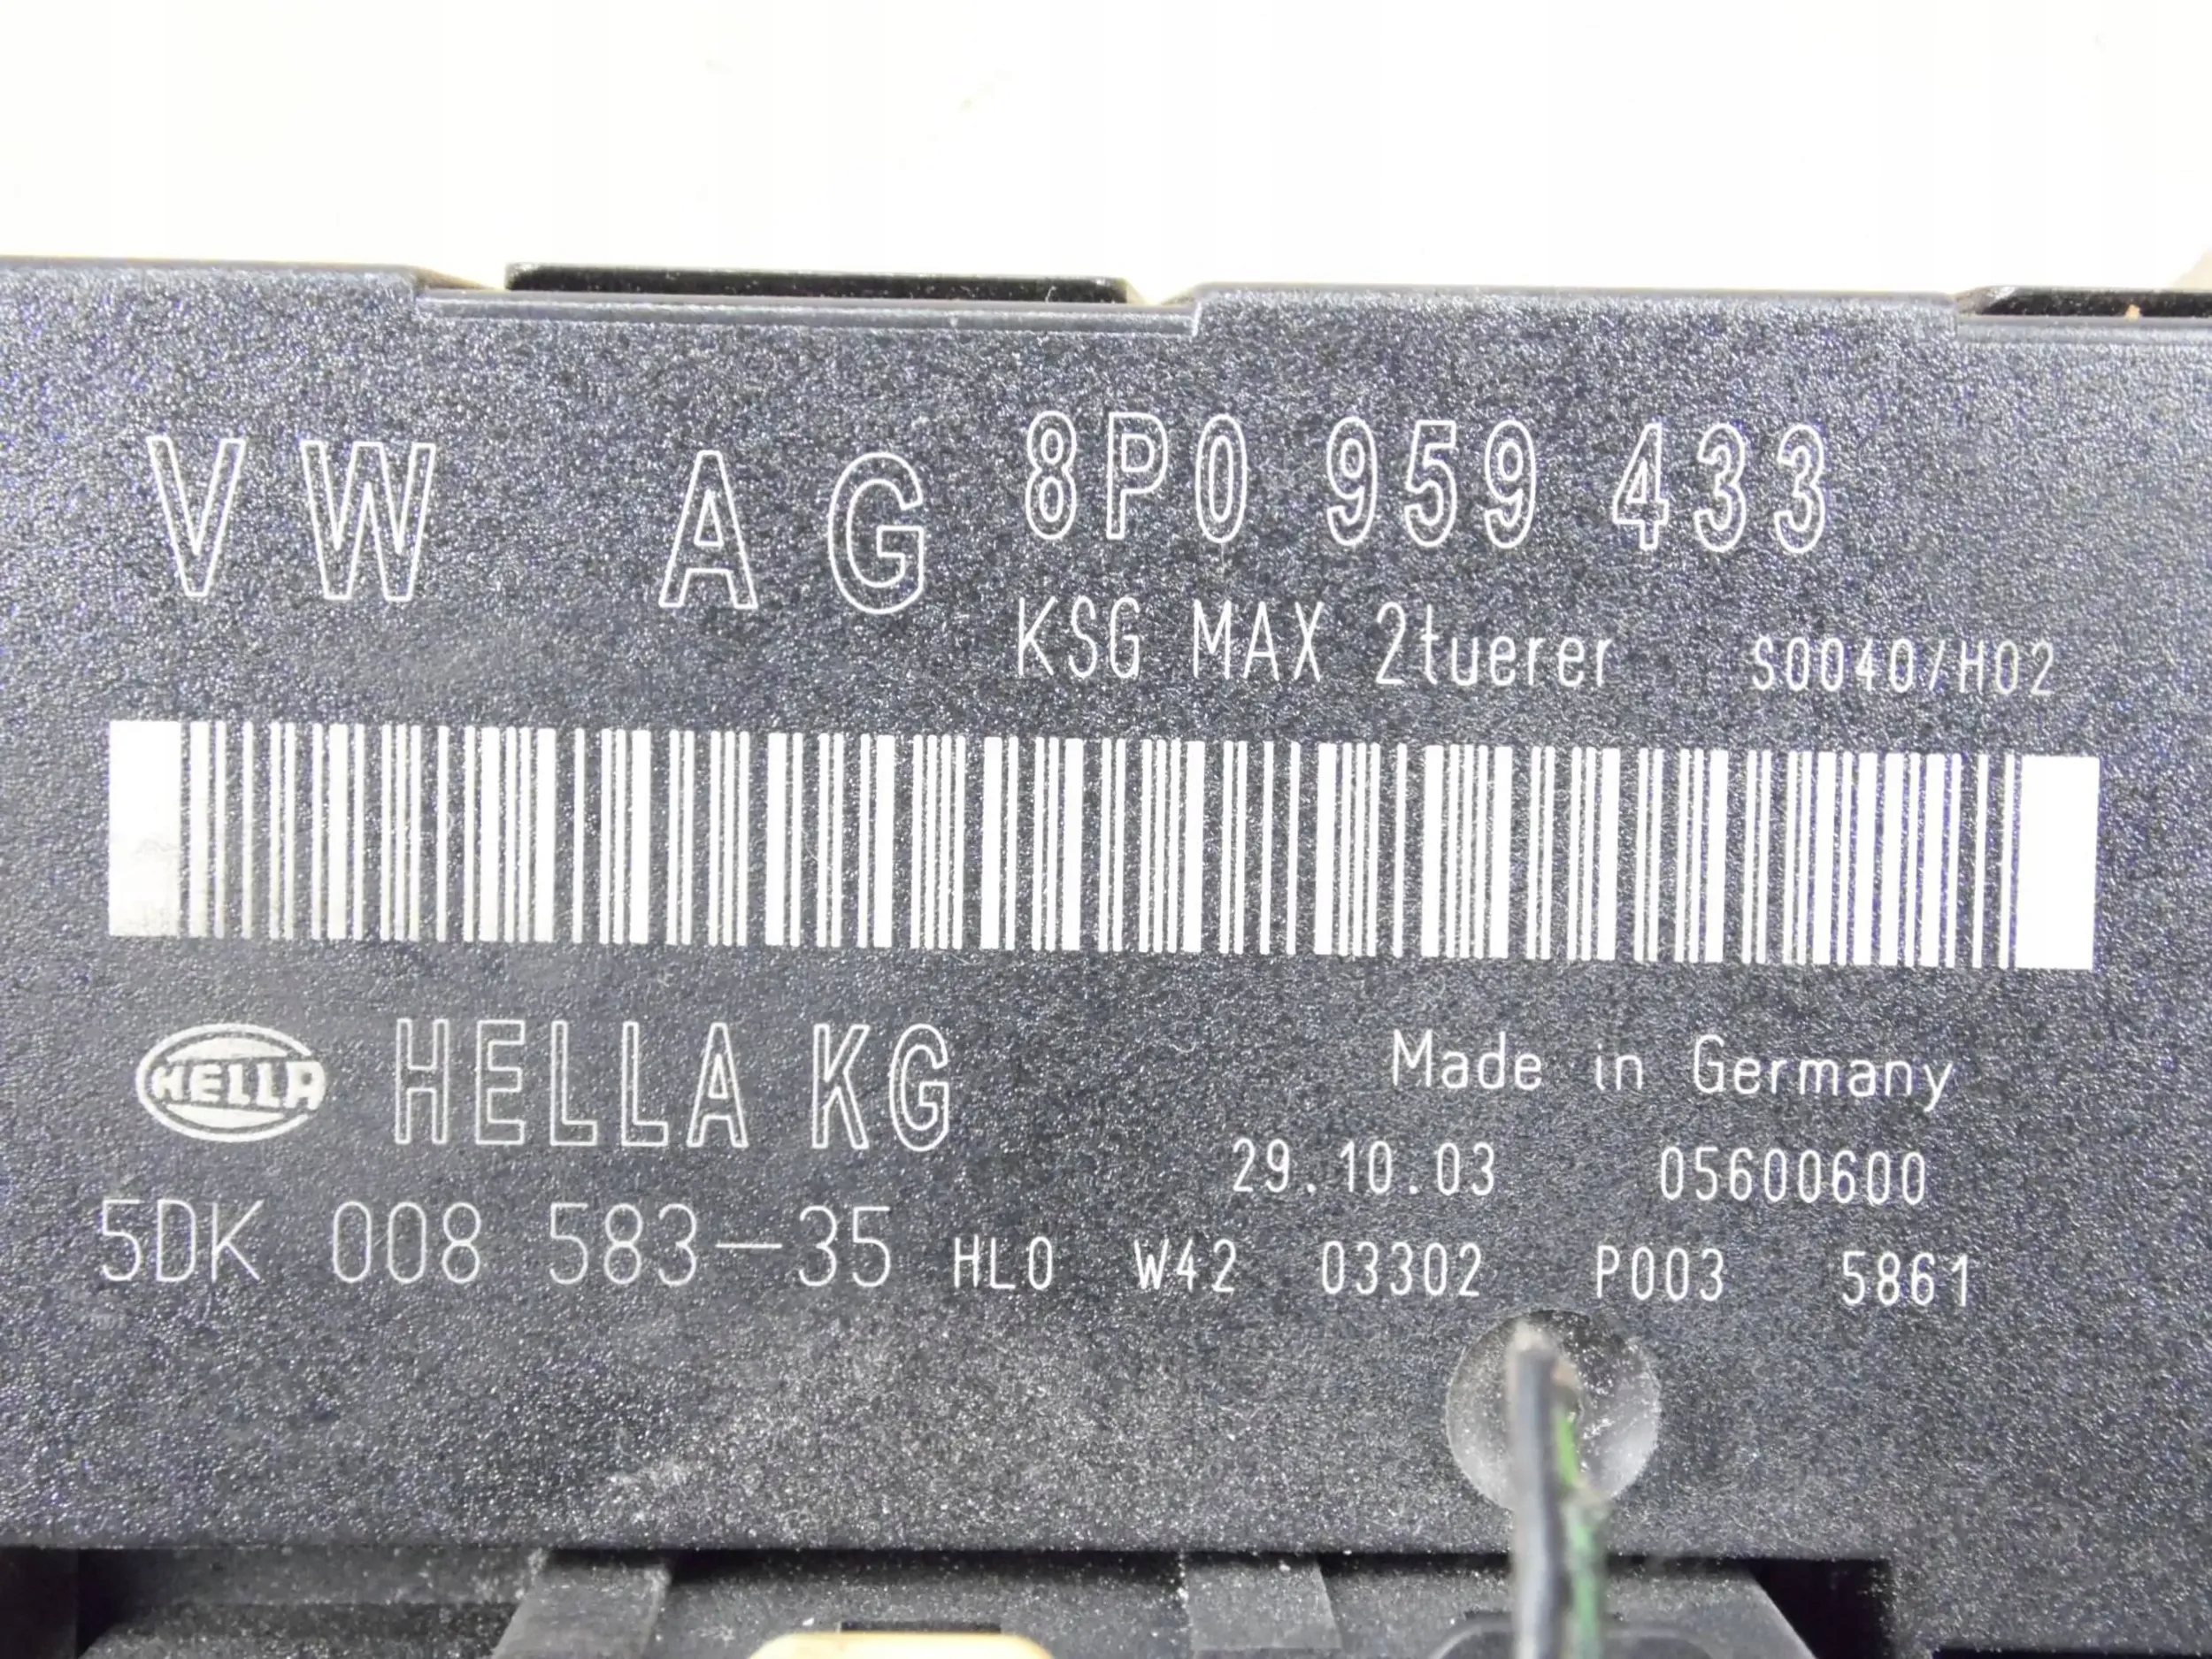 VW AG 8P0 959 433
KSG MAX 2tuerer S0040/H02
HELLA HELLA KG Made in Germany
29.10.03 05600600
5DK 008 583-35 HL0 W42 03302 P003 5861